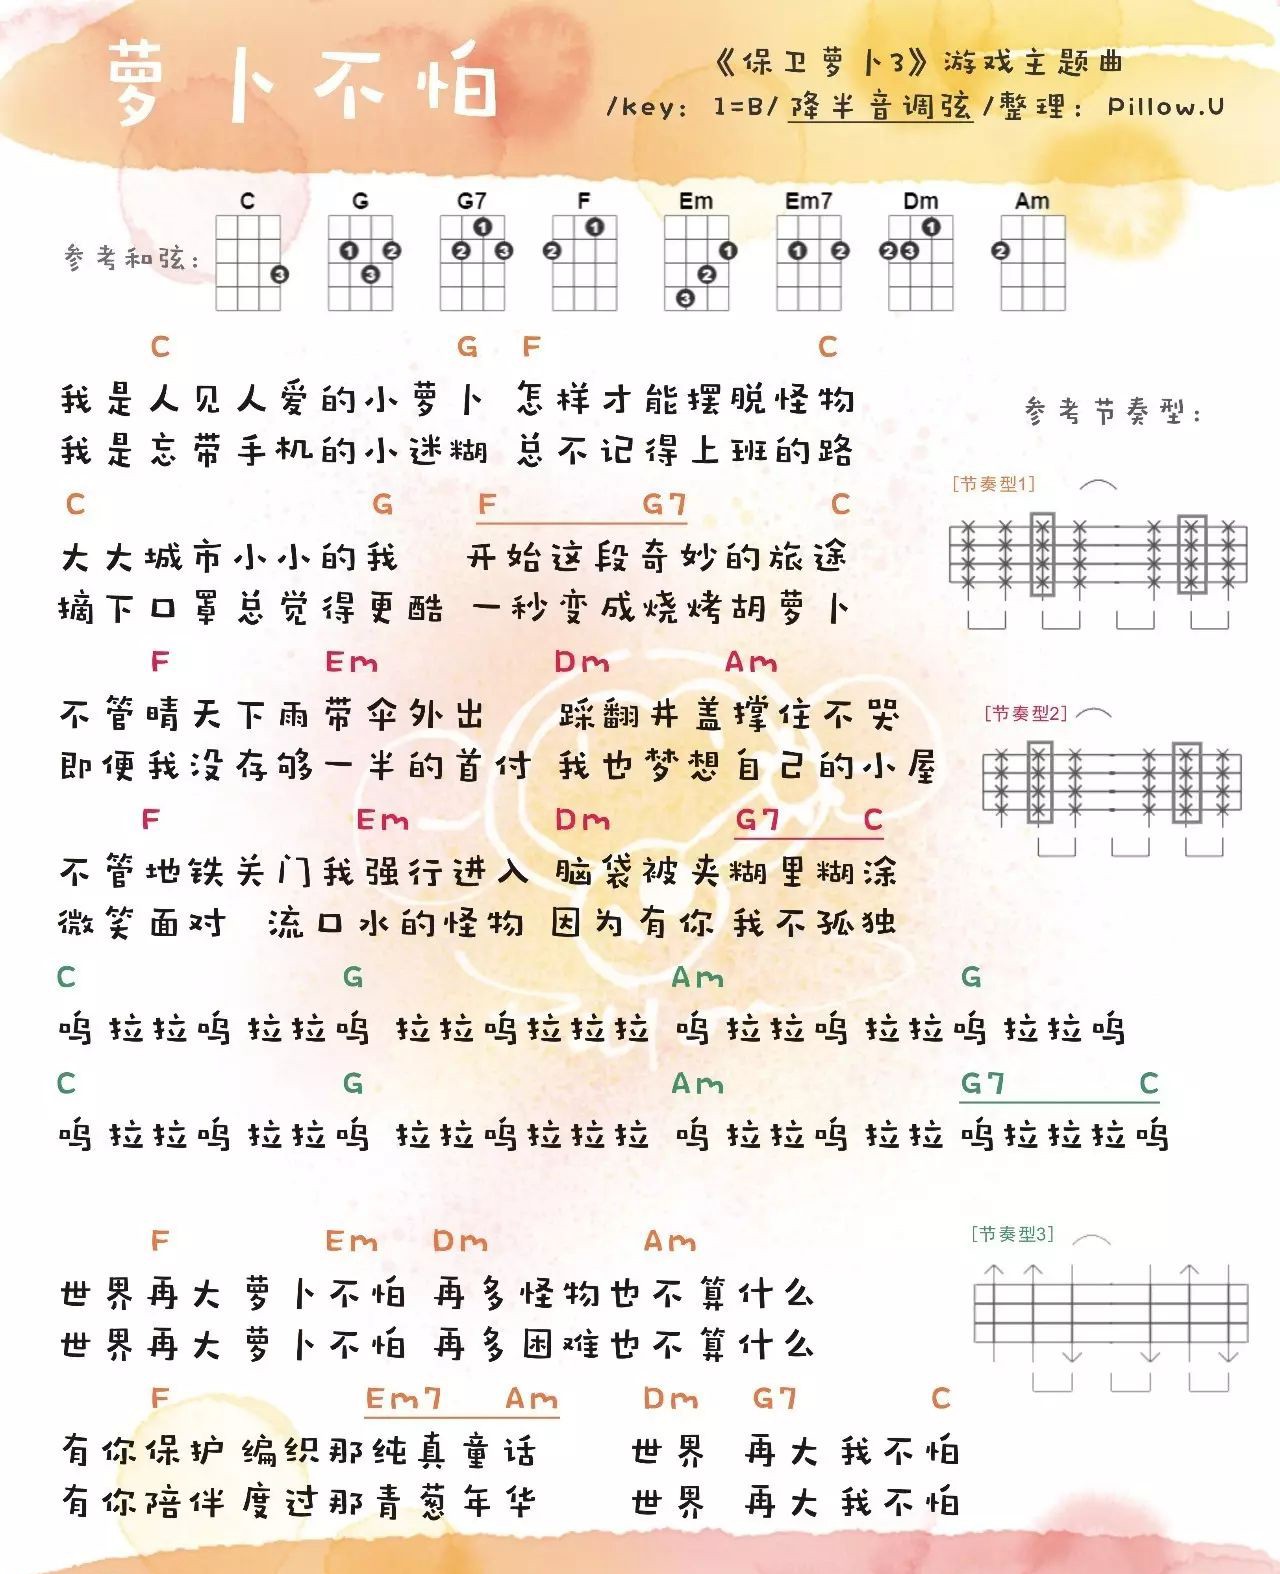 萝卜不怕
《保卫萝卜3》游戏主题曲
/key: 1=B/降半音调弦/整理: Pillow.U
C G G7 F Em Em7 Dm Am
参考和弦:
C G F C
我是人见人爱的小萝卜 怎样才能摆脱怪物
我是忘带手机的小迷糊 总不记得上班的路
参考节奏型:
C G F G7 C
大大城市小小的我 开始这段奇妙的旅途
摘下口罩总觉得更酷 一秒变成烧烤胡萝卜
[节奏型1]
F Em Dm Am
不管晴天下雨带伞外出 踩翻井盖撑住不哭
即便我没存够一半的首付 我也梦想自己的小屋
[节奏型2]
F Em Dm G7 C
不管地铁关门我强行进入 脑袋被夹糊里糊涂
微笑面对 流口水的怪物 因为有你我不孤独
C G Am G
呜拉拉呜拉拉呜 拉拉呜拉拉拉 呜拉拉呜拉拉呜拉拉呜
C G Am G7 C
呜拉拉呜拉拉呜 拉拉呜拉拉拉 呜拉拉呜拉拉 呜拉拉拉呜
F Em Dm Am
世界再大 萝卜不怕 再多怪物也不算什么
世界再大 萝卜不怕 再多困难也不算什么
[节奏型3]
F Em7 Am Dm G7 C
有你保护 编织那纯真童话 世界 再大我不怕
有你陪伴 度过那青葱年华 世界 再大我不怕